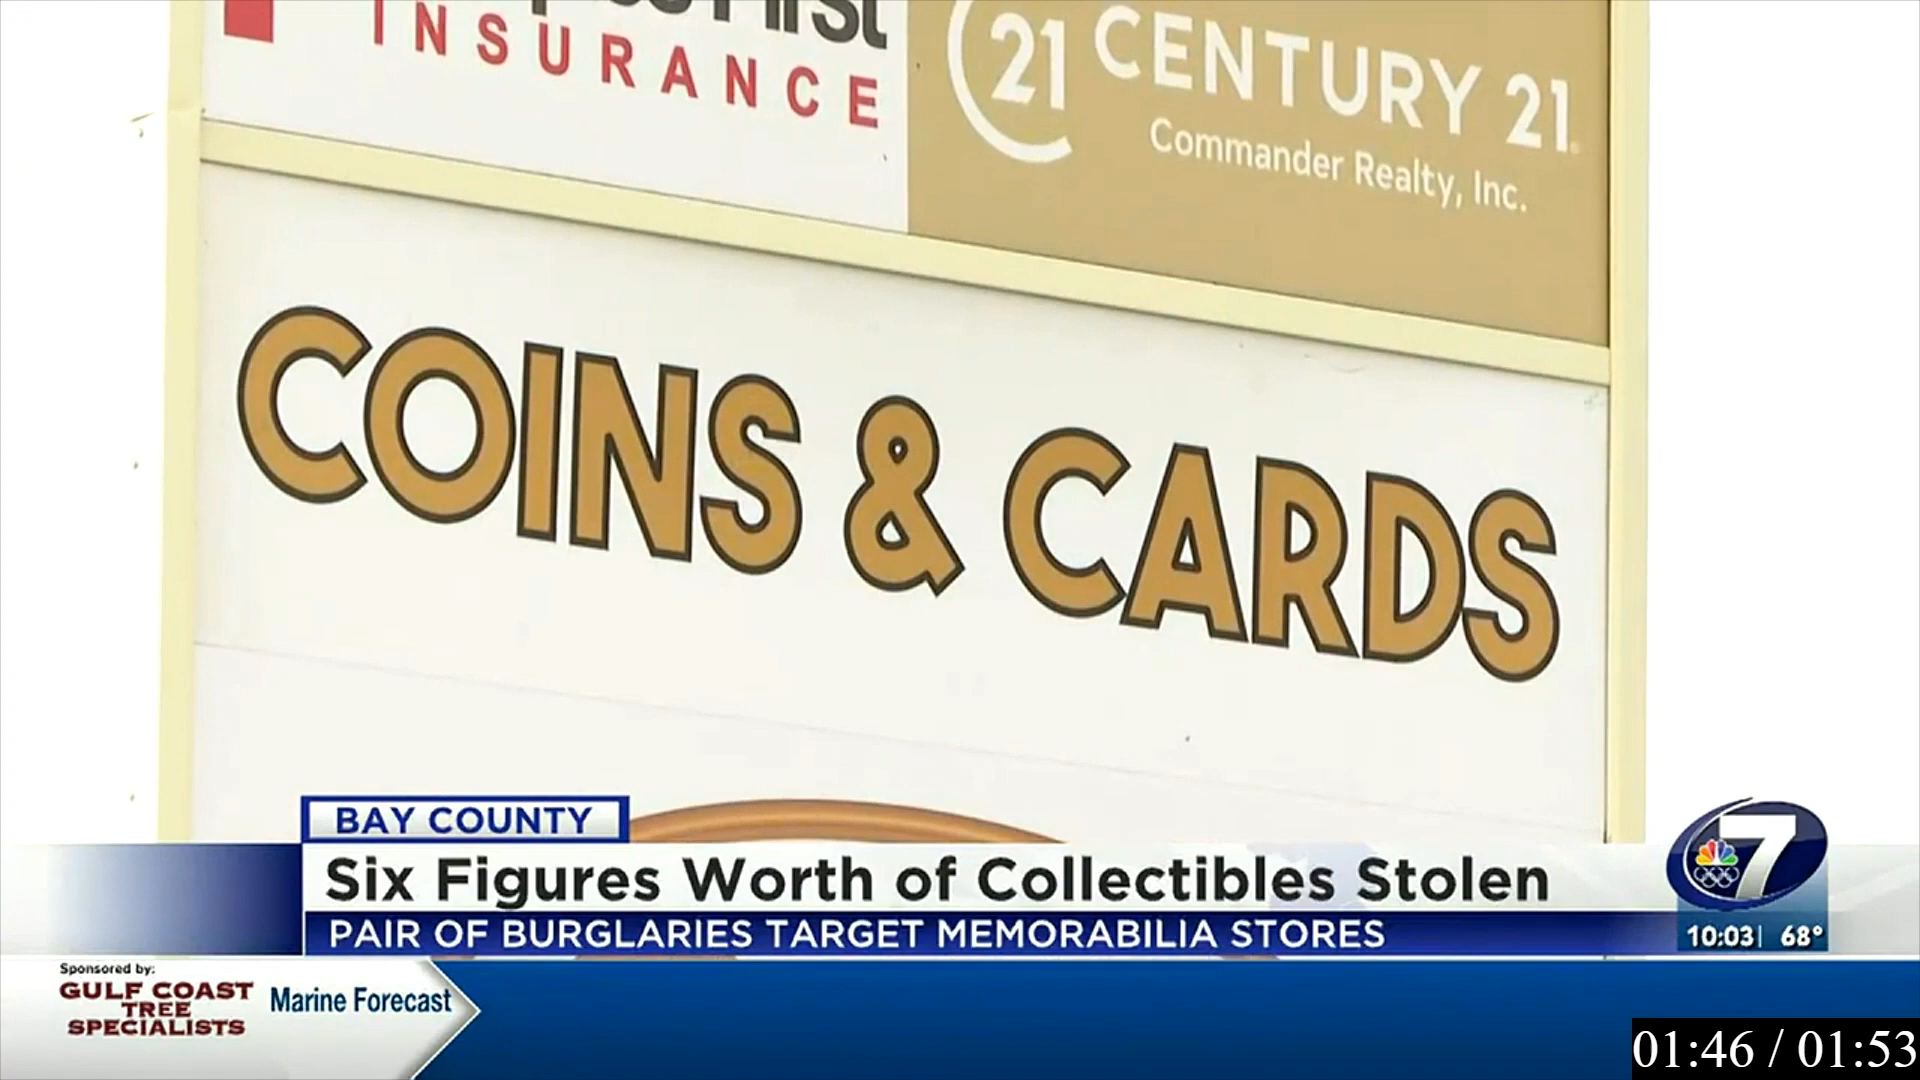 INSURANCE
21 CENTURY 21
Commander Realty, Inc.
COINS & CARDS
BAY COUNTY
Six Figures Worth of Collectibles Stolen
PAIR OF BURGLARIES TARGET MEMORABILIA STORES
7
10:03 68°
Sponsored by:
GULF COAST
TREE
SPECIALISTS
Marine Forecast
01:46 / 01:53